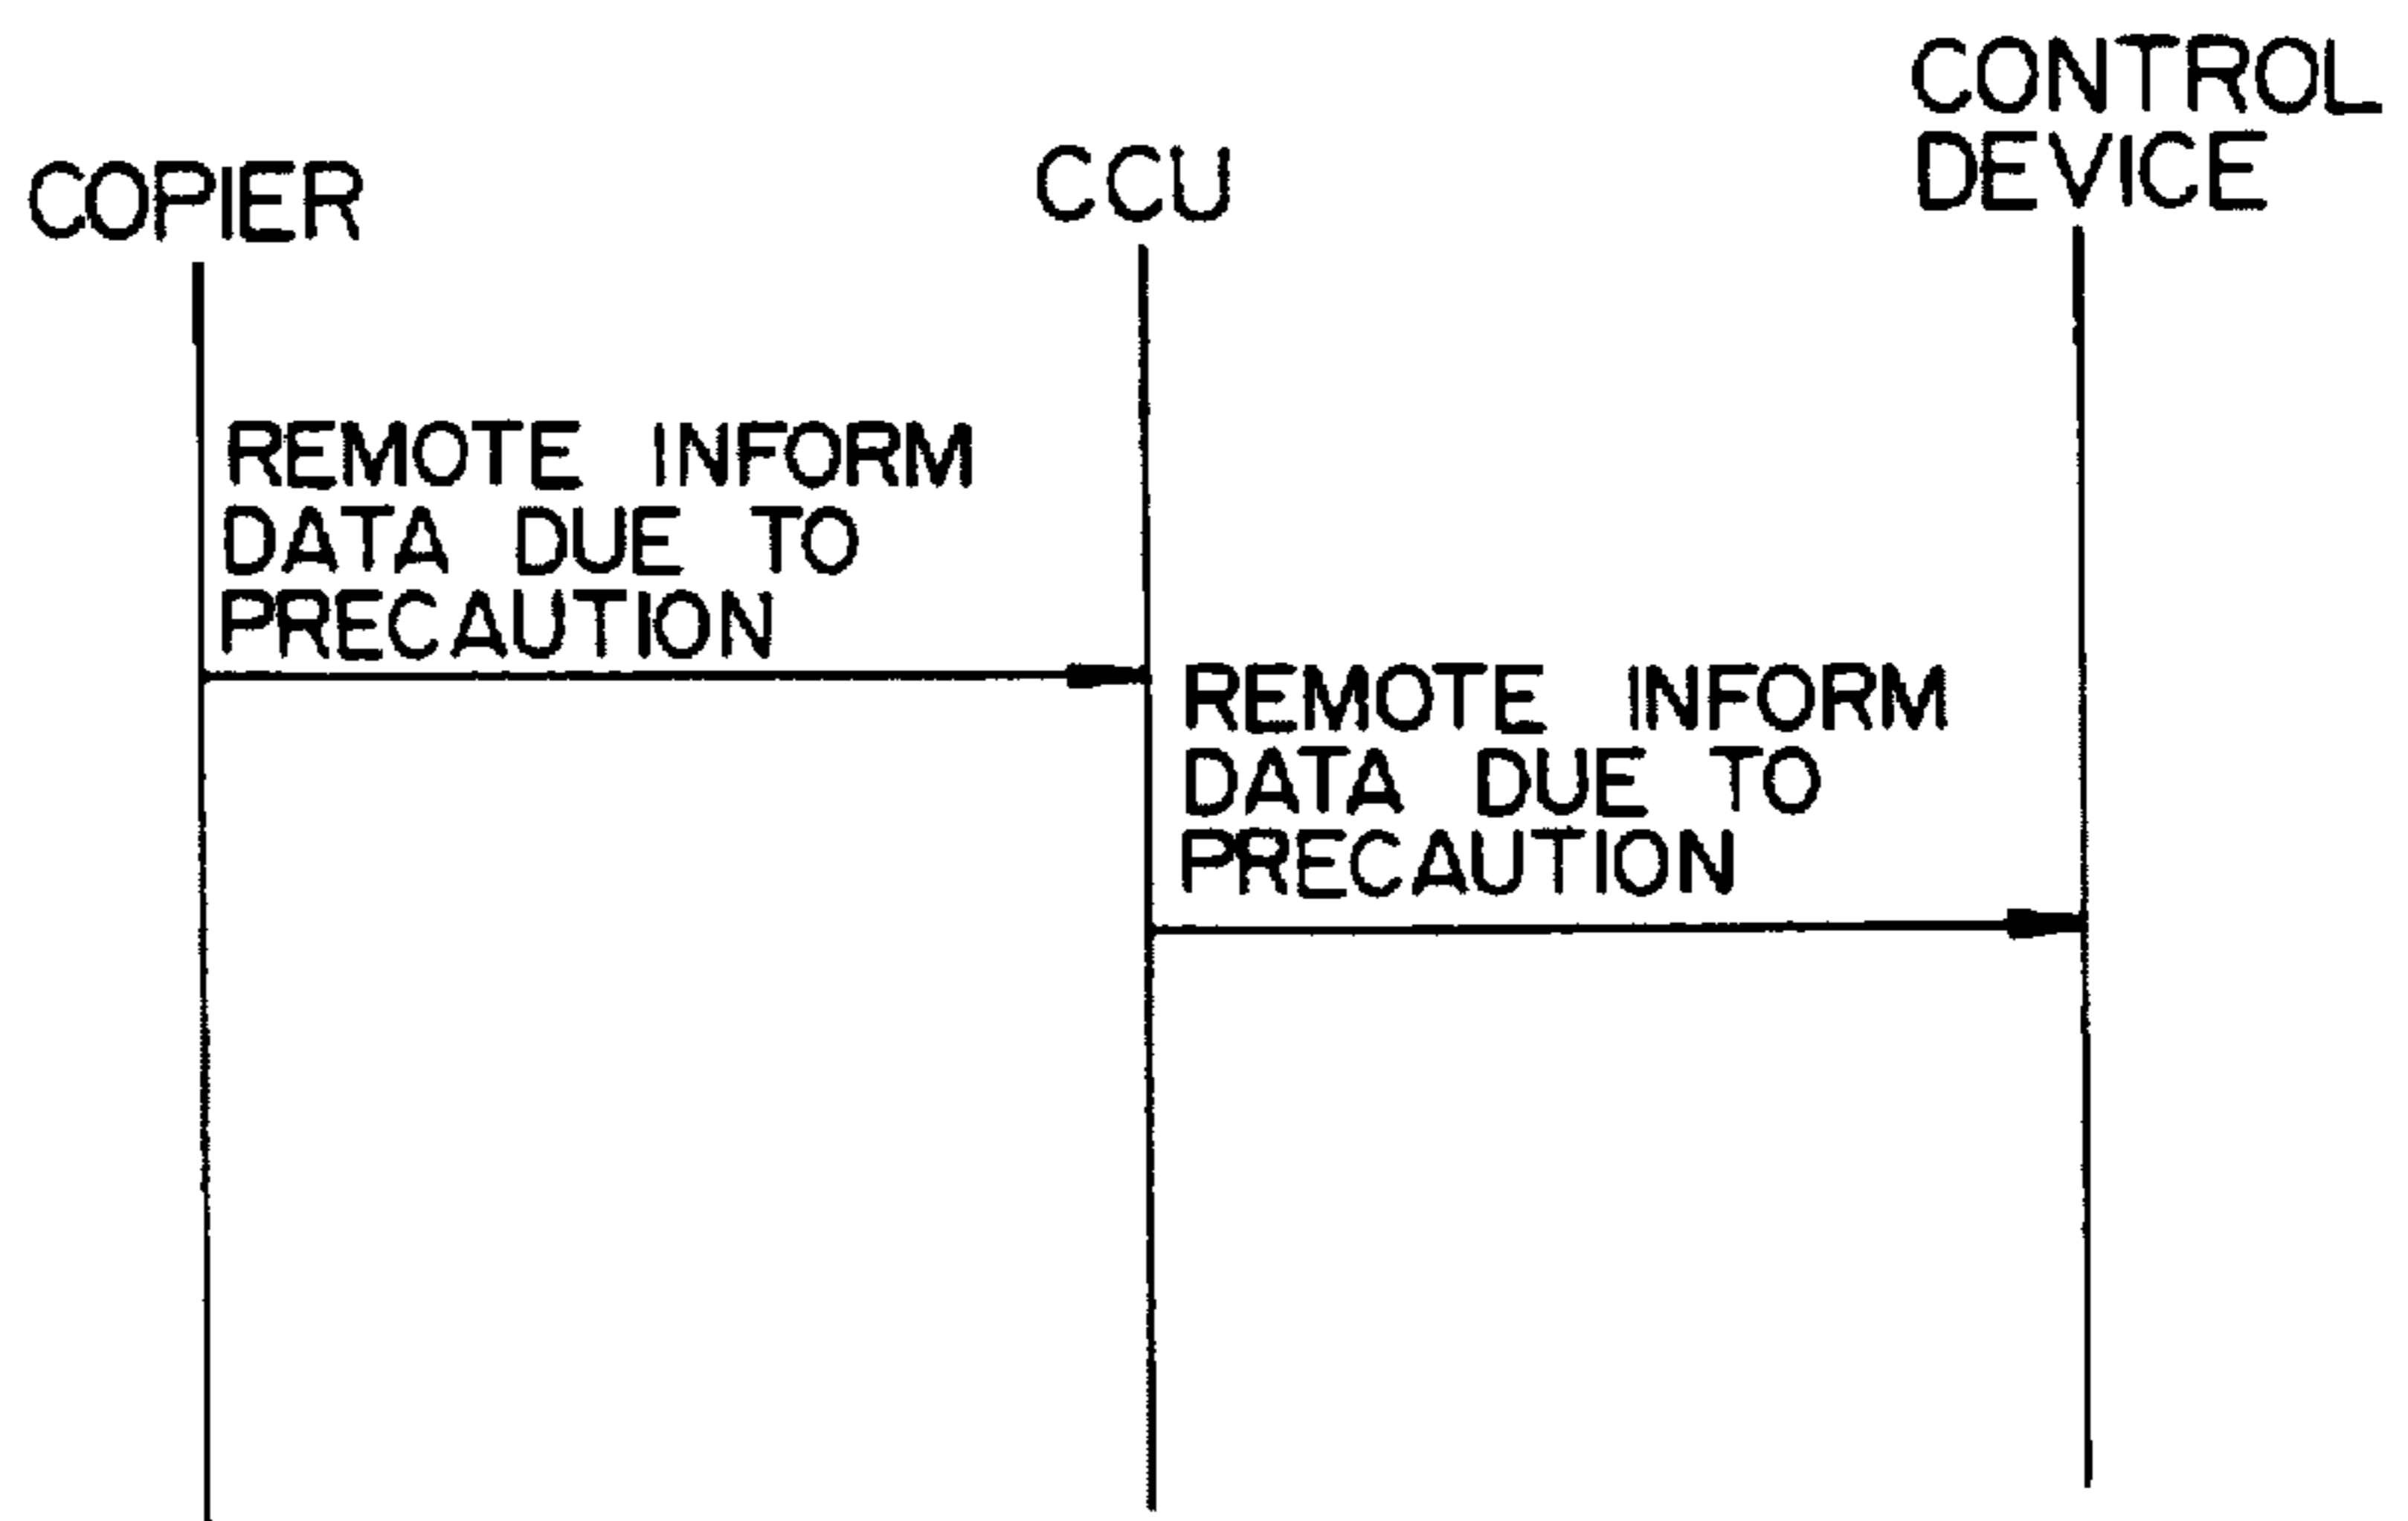 COPIER
CCU
CONTROL
DEVICE
REMOTE INFORM
DATA DUE TO
PRECAUTION
REMOTE INFORM
DATA DUE TO
PRECAUTION